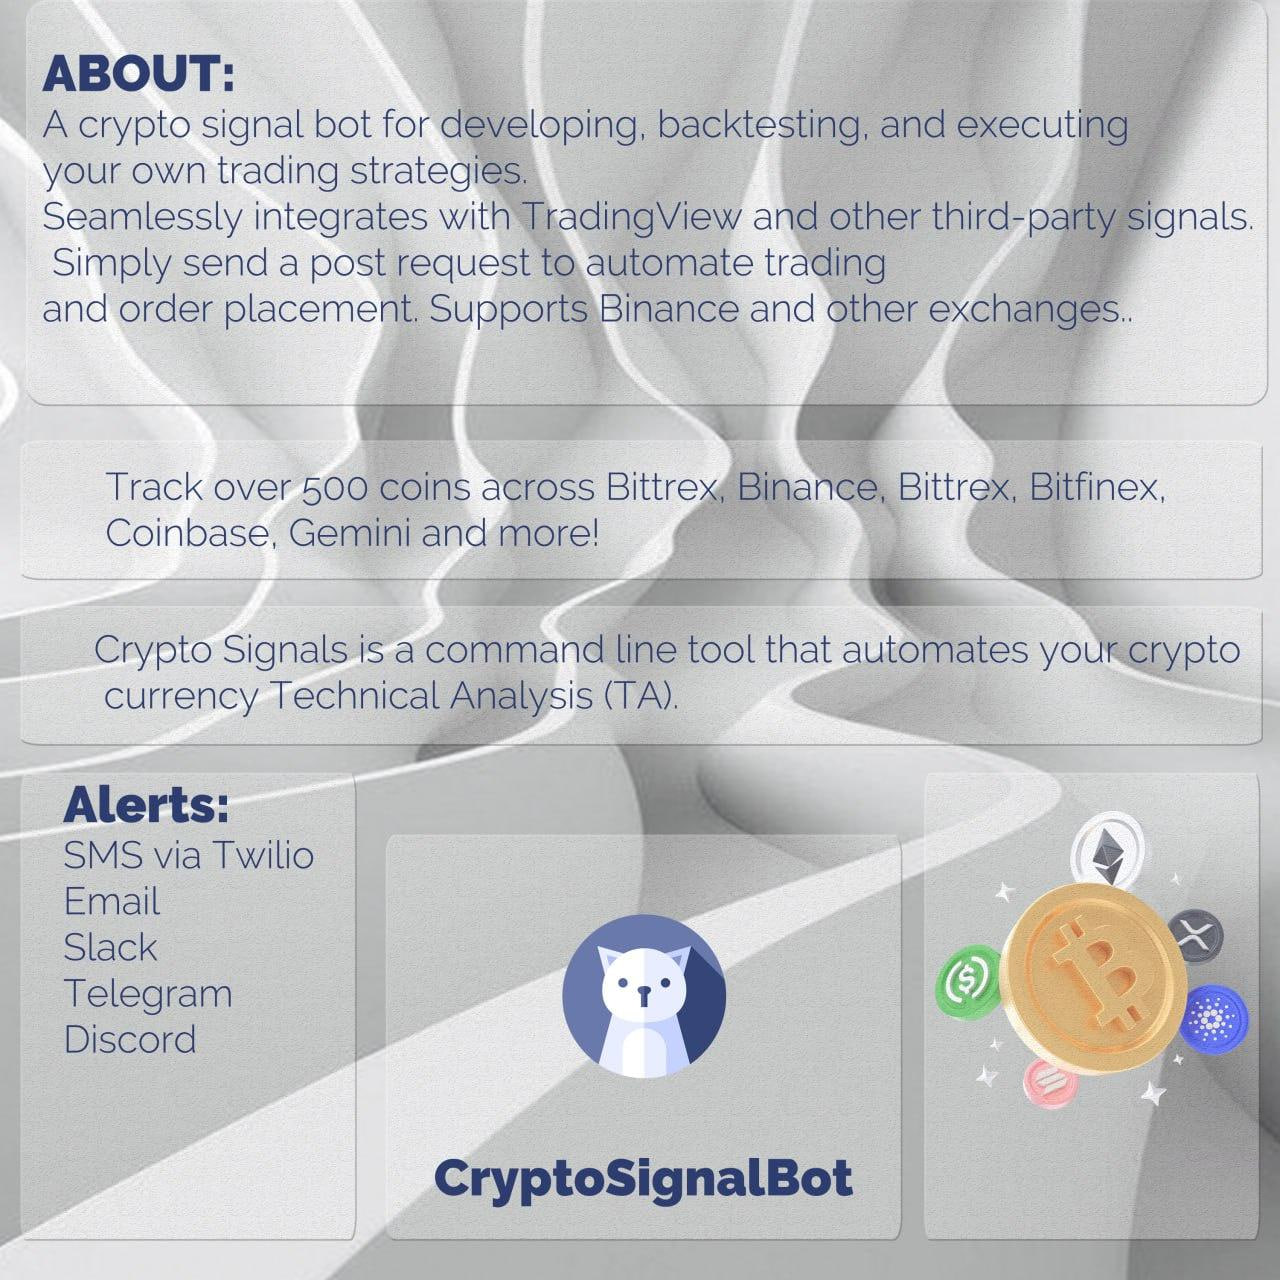 ABOUT:
A crypto signal bot for developing, backtesting, and executing
your own trading strategies.
Seamlessly integrates with TradingView and other third-party signals.
Simply send a post request to automate trading
and order placement. Supports Binance and other exchanges..
Track over 500 coins across Bittrex, Binance, Bittrex, Bitfinex,
Coinbase, Gemini and more!
Crypto Signals is a command line tool that automates your crypto
currency Technical Analysis (TA).
Alerts:
SMS via Twilio
Email
Slack
Telegram
Discord
CryptoSignalBot